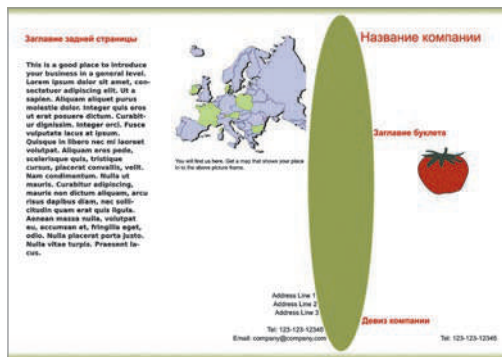 Заглавие задней страницы
This is a good place to introduce
your business in a general level.
Lorem ipsum dolor sit amet, con-
sectetuer adipiscing elit. Ut a
sapien. Aliquam aliquet purus
molestie dolor. Integer quis eros
ut erat posuere dictum. Curabit-
ur dignissim. Integer orci. Fusce
vulputate lacus at ipsum.
Quisque in libero nec mi laoreet
volutpat. Aliquam eros pede,
scelerisque quis, tristique
cursus, placerat convallis, velit.
Nam condimentum. Nulla ut
mauris. Curabitur adipiscing,
mauris non dictum aliquam, arcu
risus dapibus diam, nec solli-
citudin quam erat quis ligula.
Aenean massa nulla, volutpat
eu, accumsan et, fringilla eget,
odio. Nulla placerat porta justo.
Nulla vitae turpis. Praesent la-
cus.
You will find us here. Get a map that shows your place
in to the above picture frame.
Address Line 1
Address Line 2
Address Line 3
Tel: 123-123-12345
Email: company@company.com
Название компании
Заглавие буклета
Девиз компании
Tel: 123-123-12345